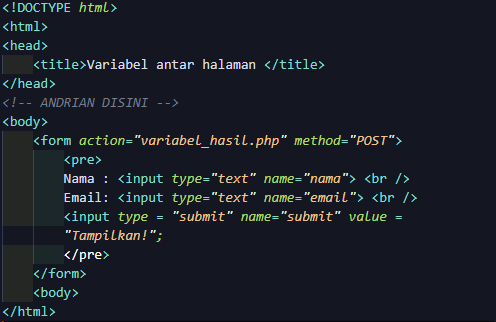 <!DOCTYPE html>
<html>
<head>
    <title>Variabel antar halaman </title>
</head>
<!-- ANDRIAN DISINI -->
<body>
    <form action="variabel_hasil.php" method="POST">
        <pre>
        Nama : <input type="text" name="nama"> <br />
        Email: <input type="text" name="email"> <br />
        <input type = "submit" name="submit" value =
        "Tampilkan!";
        </pre>
    </form>
    <body>
</html>